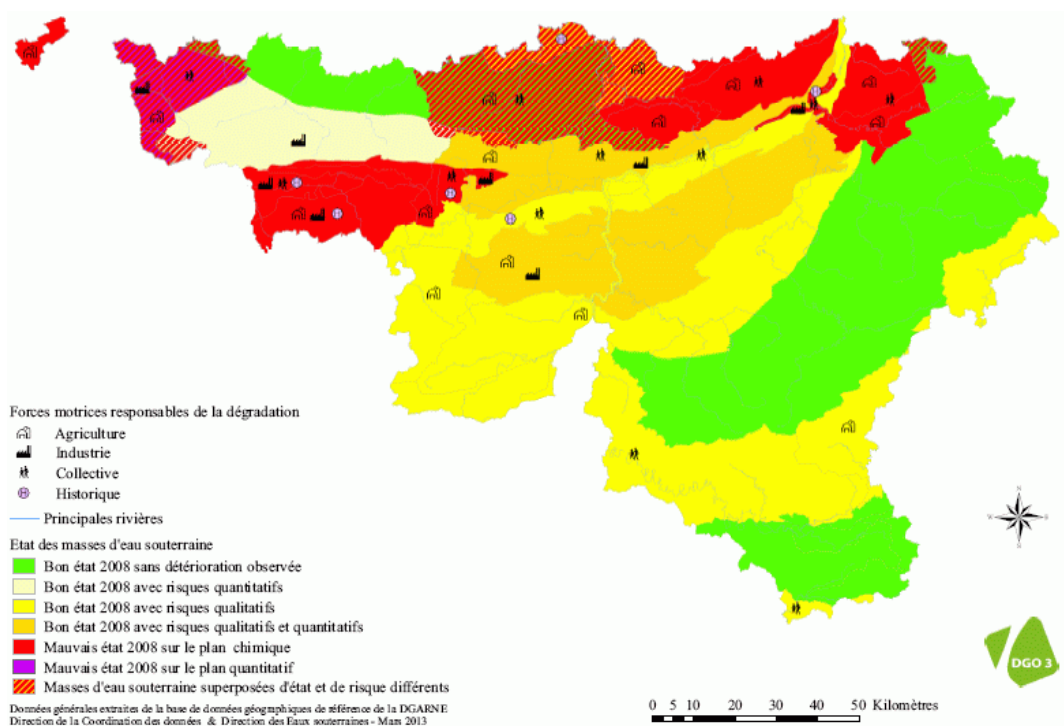 Forces motrices responsables de la dégradation
Agriculture
Industrie
Collective
Historique
Principales rivières
Etat des masses d'eau souterraine
Bon état 2008 sans détérioration observée
Bon état 2008 avec risques quantitatifs
Bon état 2008 avec risques qualitatifs
Bon état 2008 avec risques qualitatifs et quantitatifs
Mauvais état 2008 sur le plan chimique
Mauvais état 2008 sur le plan quantitatif
Masses d'eau souterraine superposées d'état et de risque différents
Données générales extraites de la base de données géographiques de référence de la DGARNE
Direction de la Coordination des données & Direction des Eaux souterraines - Mars 2013
0 5 10 20 30 40 50 Kilomètres
N
W E
S
DGO 3